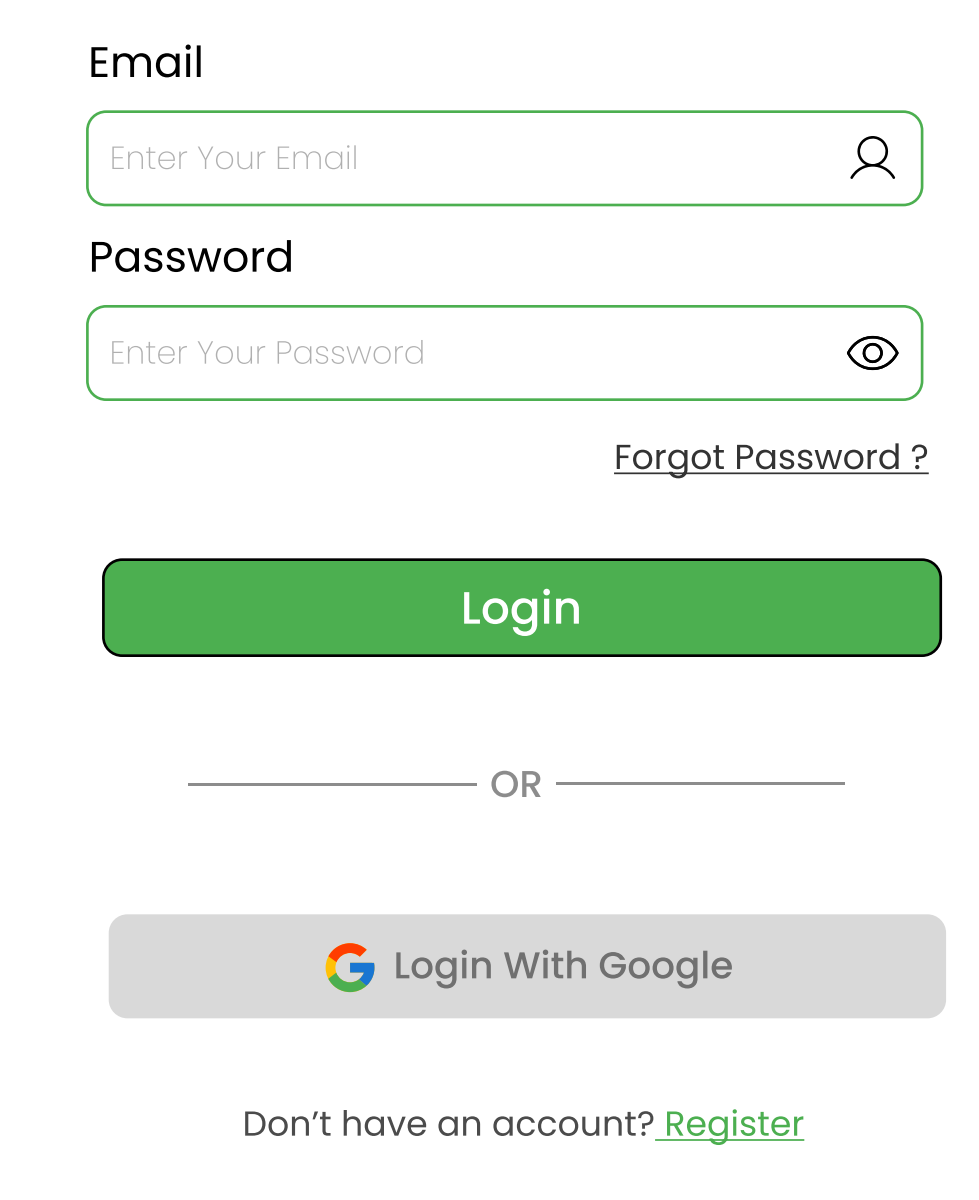 Email
Enter Your Email
Password
Enter Your Password
Forgot Password ?
Login
OR
Login With Google
Don’t have an account? Register